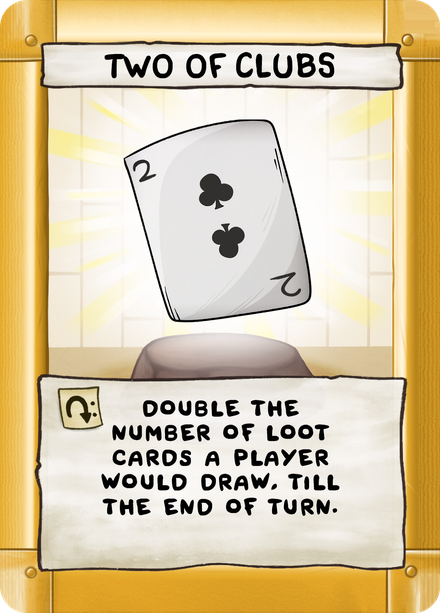 TWO OF CLUBS
2
2
DOUBLE THE
NUMBER OF LOOT
CARDS A PLAYER
WOULD DRAW, TILL
THE END OF TURN.